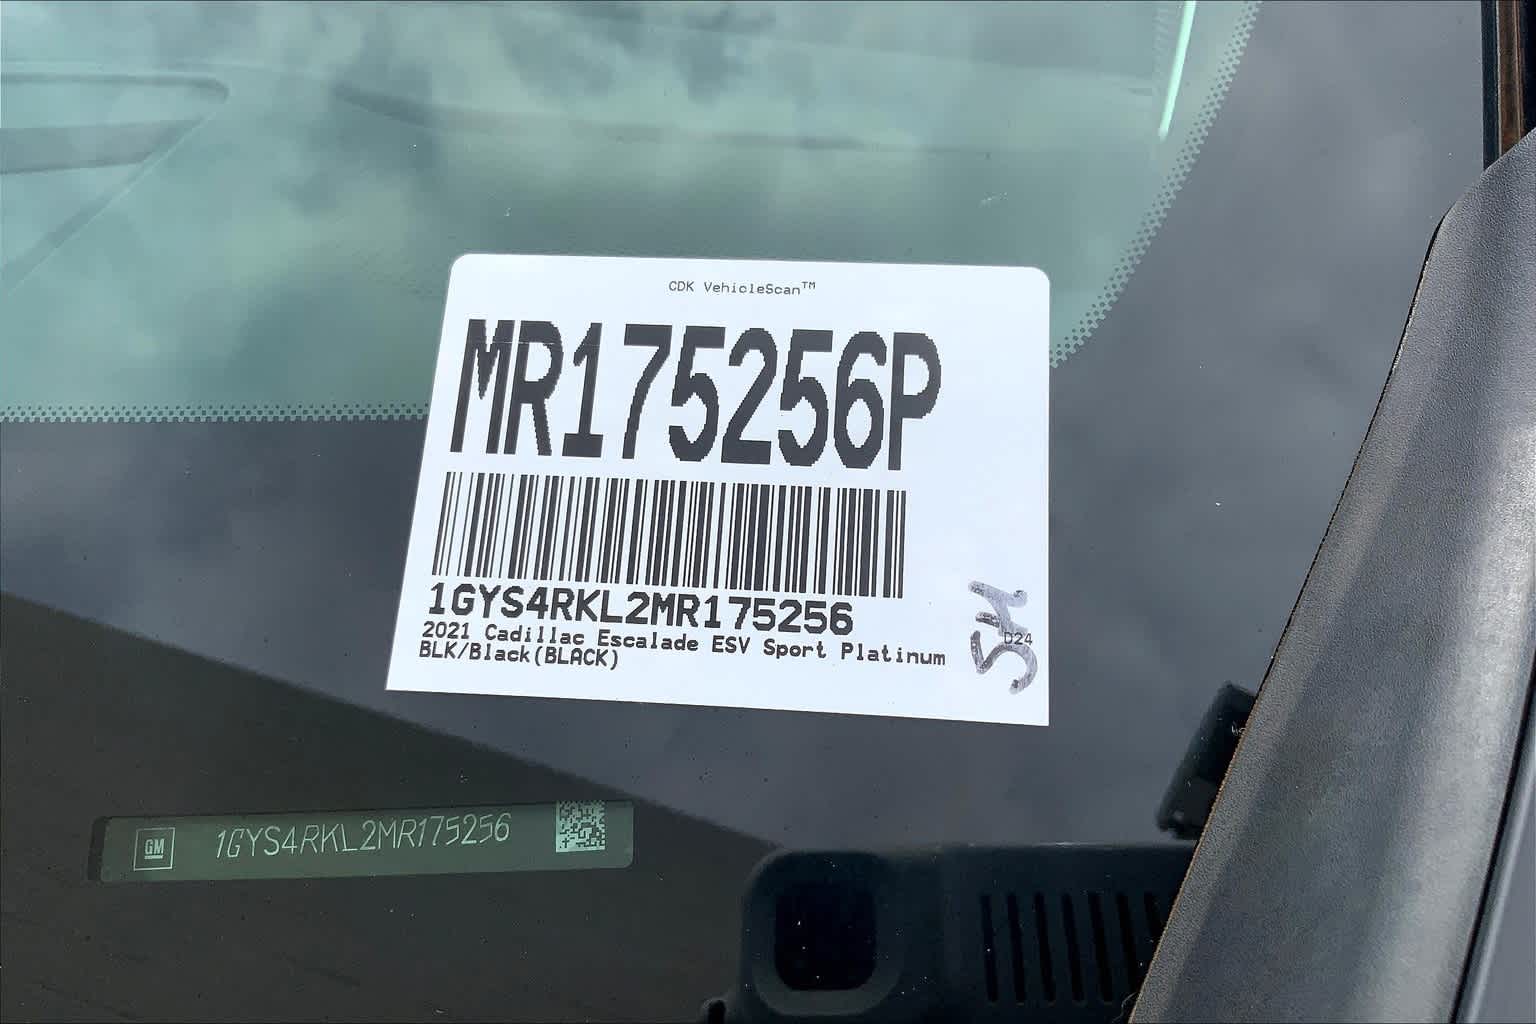 CDK VehicleScan™
MR175256P
1GYS4RKL2MR175256
2021 Cadillac Escalade ESV Sport Platinum
BLK/Black(BLACK)
D24
GM
1GYS4RKL2MR175256